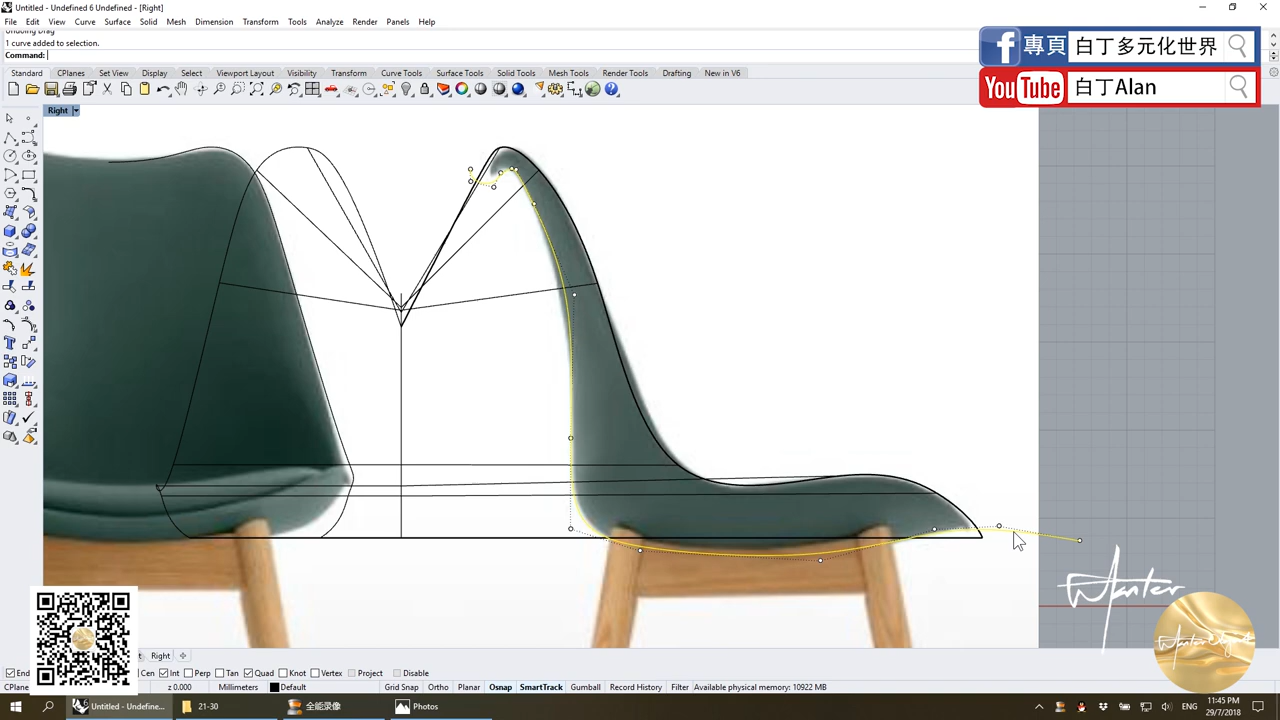 Untitled - Undefined 6 Undefined - [Right]
File Edit View Curve Surface Solid Mesh Dimension Transform Tools Analyze Render Panels Help
Undoing Drag
1 curve added to selection.
Command:
專頁 白丁多元化世界
YouTube 白丁Alan
Standard CPlanes Set View Display Select Viewport Layout Visibility Transform Curve Tools Surface Tools Solid Tools Mesh Tools Render Tools Drafting New in V6
Right
Right
End Cen Int Perp Tan Quad Knot Vertex Project Disable
CPlane z 0.000 Millimeters Default Grid Snap Ortho Planar Osnap SmartTrack Gumball Record History Filter Available physical memory: 10922 MB
Untitled - Undefine... 21-30 全能录像 Photos ENG 11:45 PM
29/7/2018